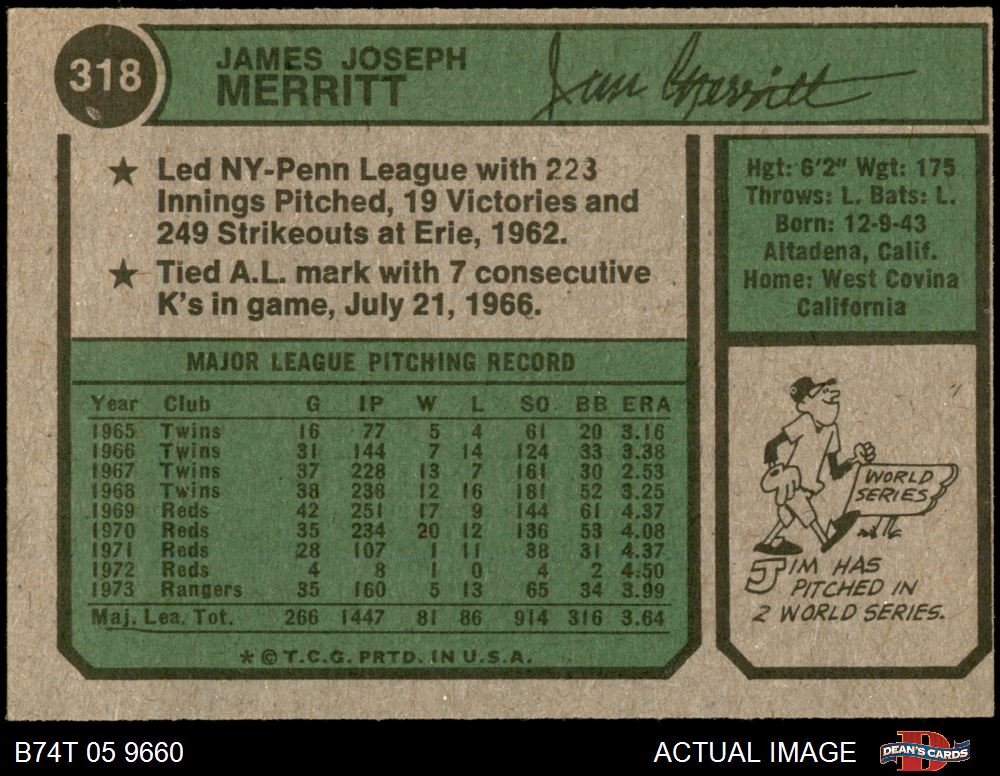 318
JAMES JOSEPH
MERRITT
Jim Merritt
★ Led NY-Penn League with 223
Innings Pitched, 19 Victories and
249 Strikeouts at Erie, 1962.
★ Tied A.L. mark with 7 consecutive
K's in game, July 21, 1966.
Hgt: 6'2" Wgt: 175
Throws: L. Bats: L.
Born: 12-9-43
Altadena, Calif.
Home: West Covina
California
MAJOR LEAGUE PITCHING RECORD
Year Club G IP W L SO BB ERA
1965 Twins 16 77 5 4 61 20 3.16
1966 Twins 31 144 7 14 124 33 3.38
1967 Twins 37 228 13 7 161 30 2.53
1968 Twins 38 238 12 16 181 52 3.25
1969 Reds 42 251 17 9 144 61 4.37
1970 Reds 35 234 20 12 136 53 4.08
1971 Reds 28 107 1 11 38 31 4.37
1972 Reds 4 8 1 0 4 2 4.50
1973 Rangers 35 160 5 13 65 34 3.99
Maj. Lea. Tot. 266 1447 81 86 914 316 3.64
* © T.C.G. PRTD. IN U.S.A.
WORLD
SERIES
JIM HAS
PITCHED IN
2 WORLD SERIES.
B74T 05 9660
ACTUAL IMAGE
DEAN'S CARDS